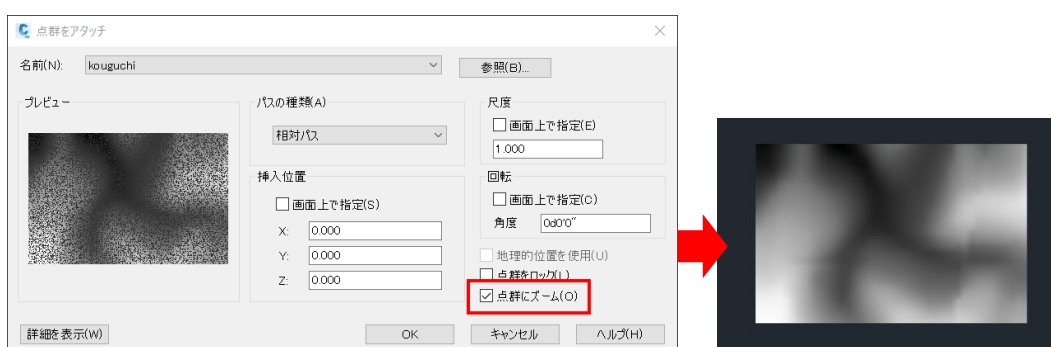 点群をアタッチ
名前(N): kouguchi 参照(B)...
プレビュー
パスの種類(A)
相対パス
挿入位置
画面上で指定(S)
X: 0.000
Y: 0.000
Z: 0.000
尺度
画面上で指定(E)
1.000
回転
画面上で指定(C)
角度 0d0'0"
地理的位置を使用(U)
点群をロック(L)
点群にズーム(O)
詳細を表示(W) OK キャンセル ヘルプ(H)